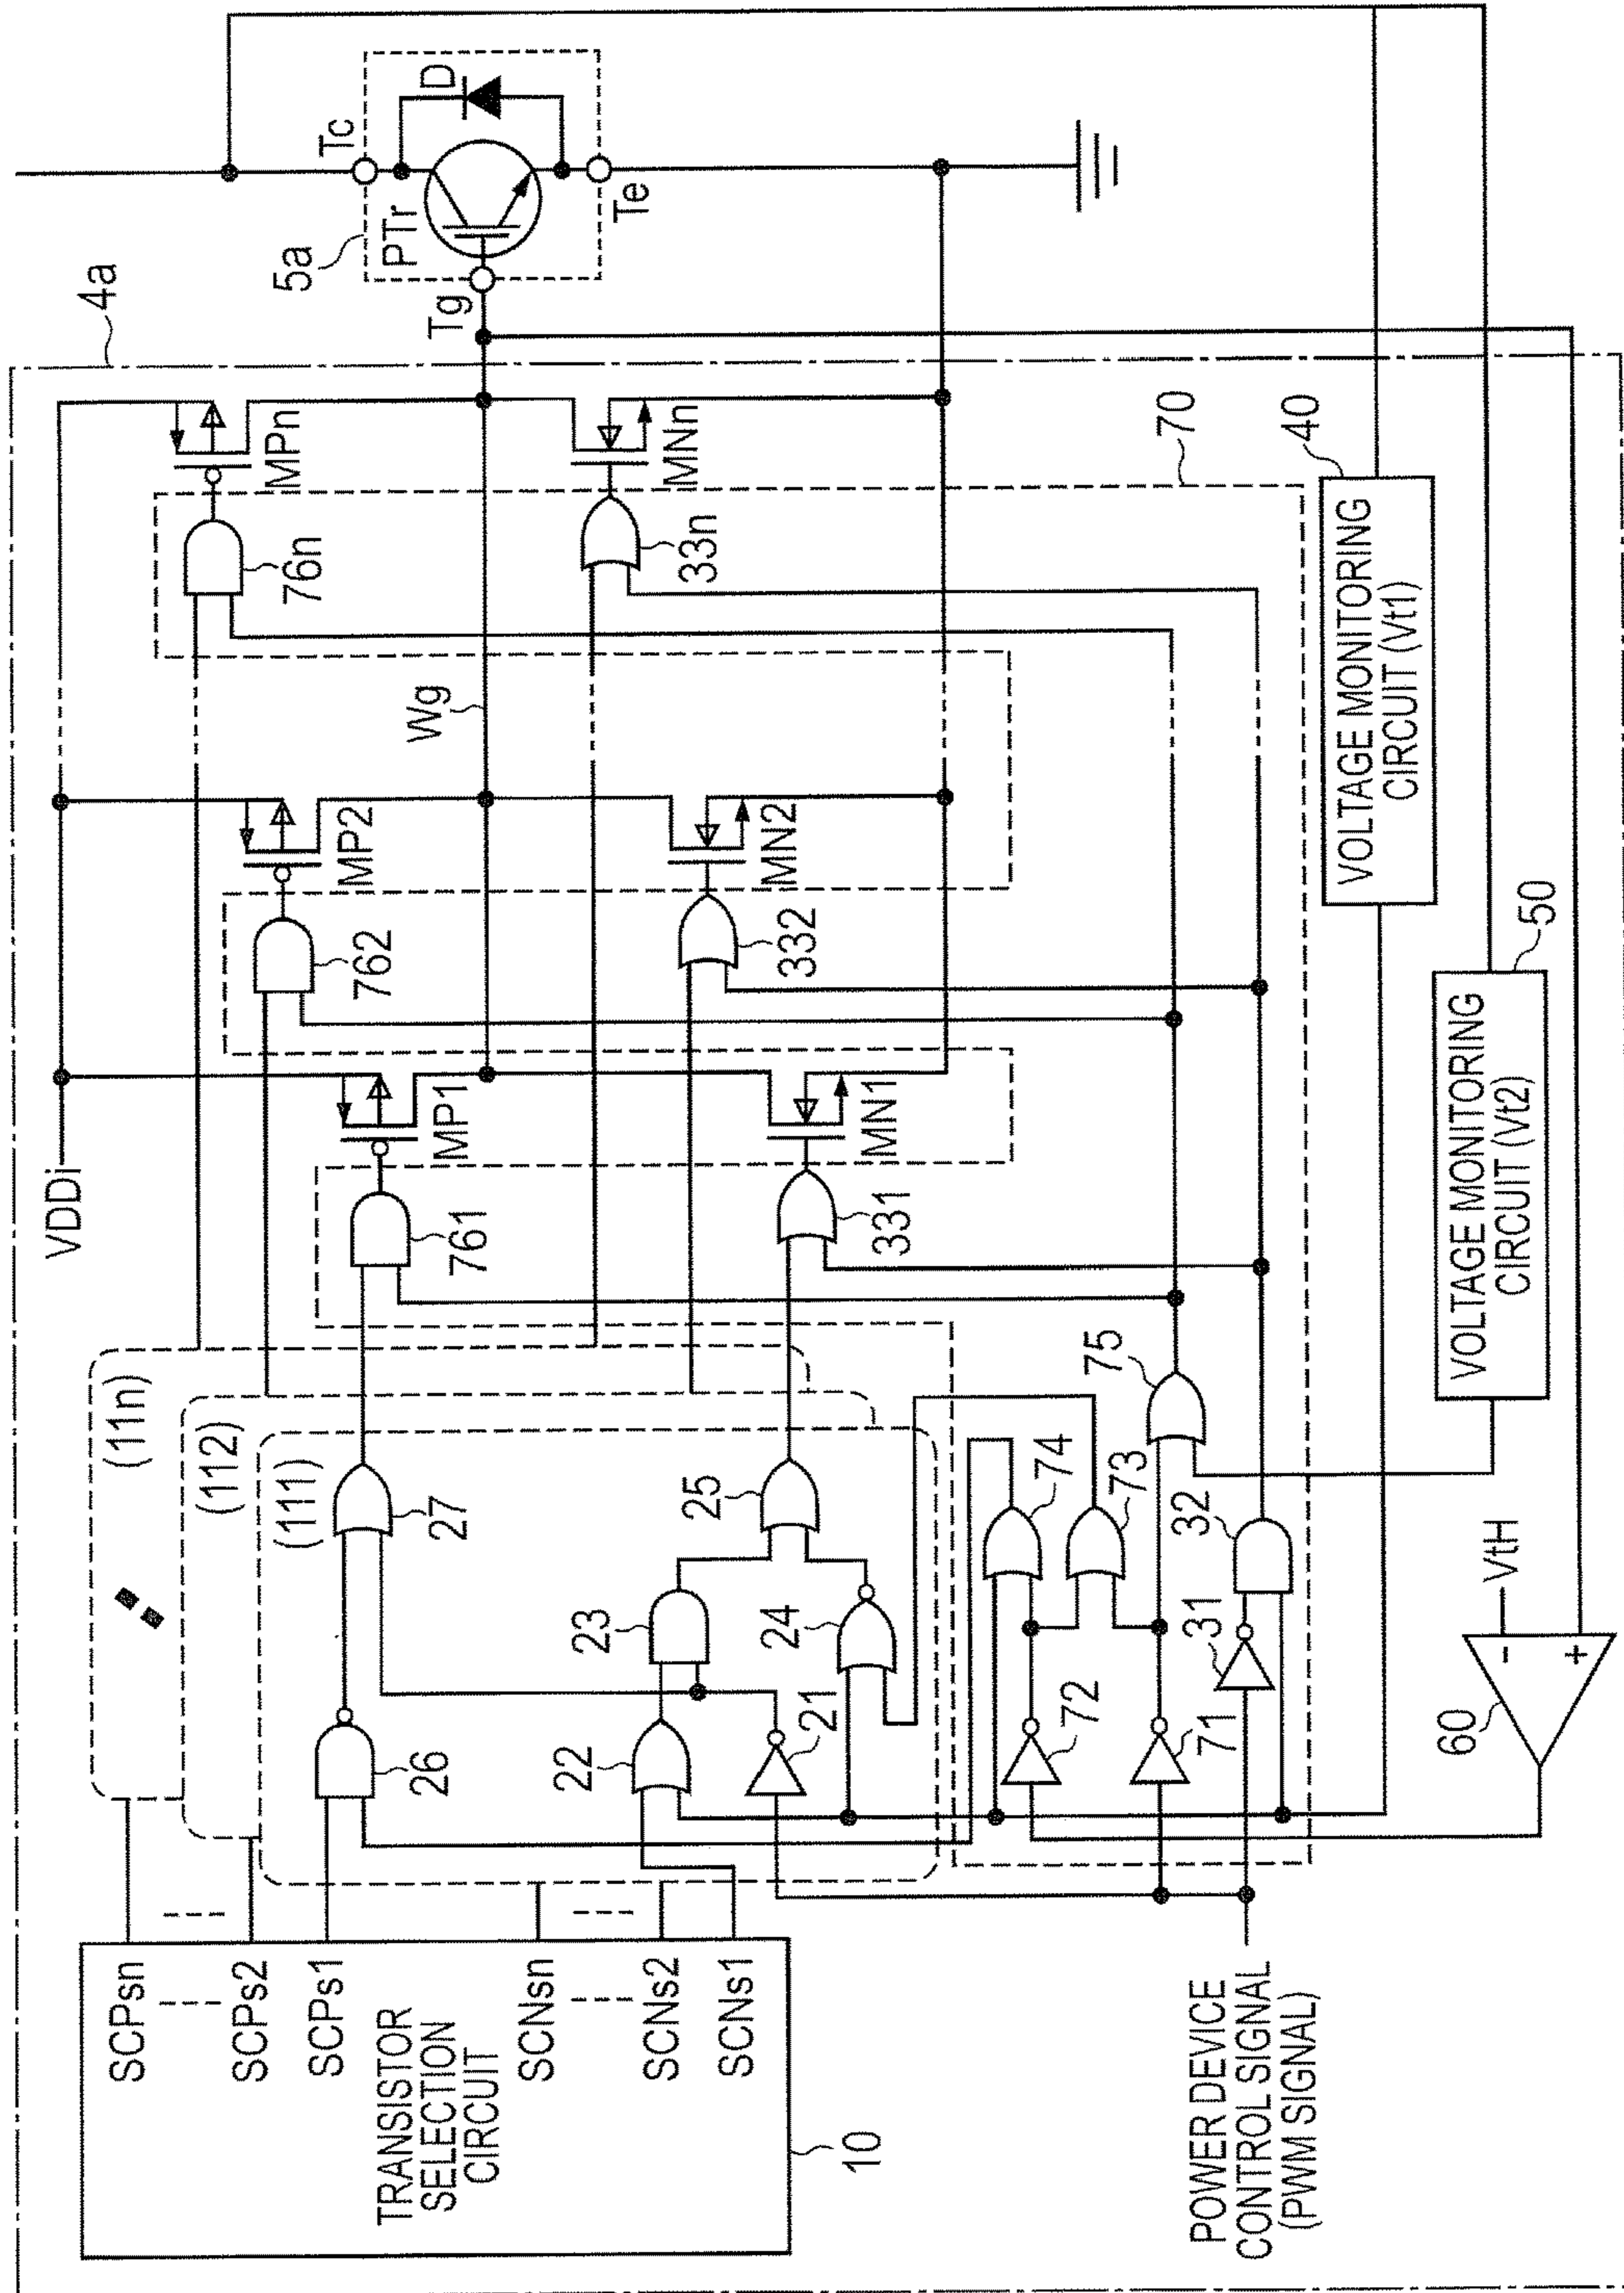 4a
5a
Tc
D
PTr
Tg
Te
VDDi
MPn
76n
MNn
33n
70
Wg
MP2
762
MN2
332
MP1
761
MN1
331
40
VOLTAGE MONITORING
CIRCUIT (Vt1)
50
VOLTAGE MONITORING
CIRCUIT (Vt2)
(11n)
(112)
(111)
27
26
25
23
24
22
21
75
74
73
72
71
32
31
VtH
-
+
60
SCPsn
SCPs2
SCPs1
TRANSISTOR
SELECTION
CIRCUIT
SCNsn
SCNs2
SCNs1
10
POWER DEVICE
CONTROL SIGNAL
(PWM SIGNAL)